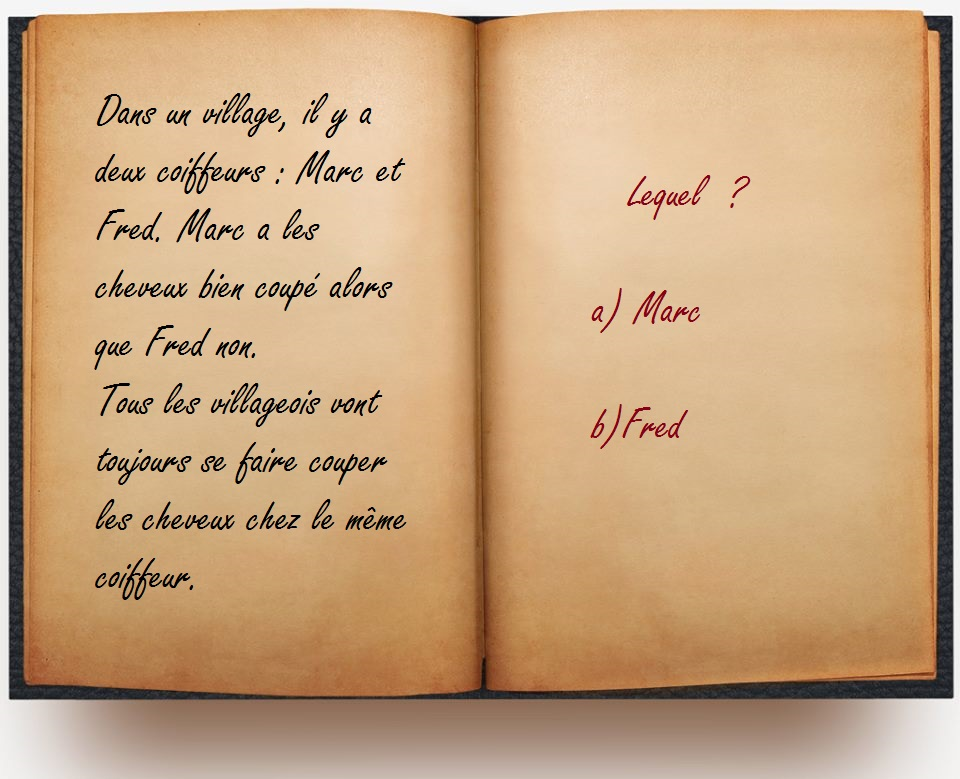 Dans un village, il y a
deux coiffeurs : Marc et
Fred. Marc a les
cheveux bien coupé alors
que Fred non.
Tous les villageois vont
toujours se faire couper
les cheveux chez le même
coiffeur.
Lequel ?
a) Marc
b)Fred